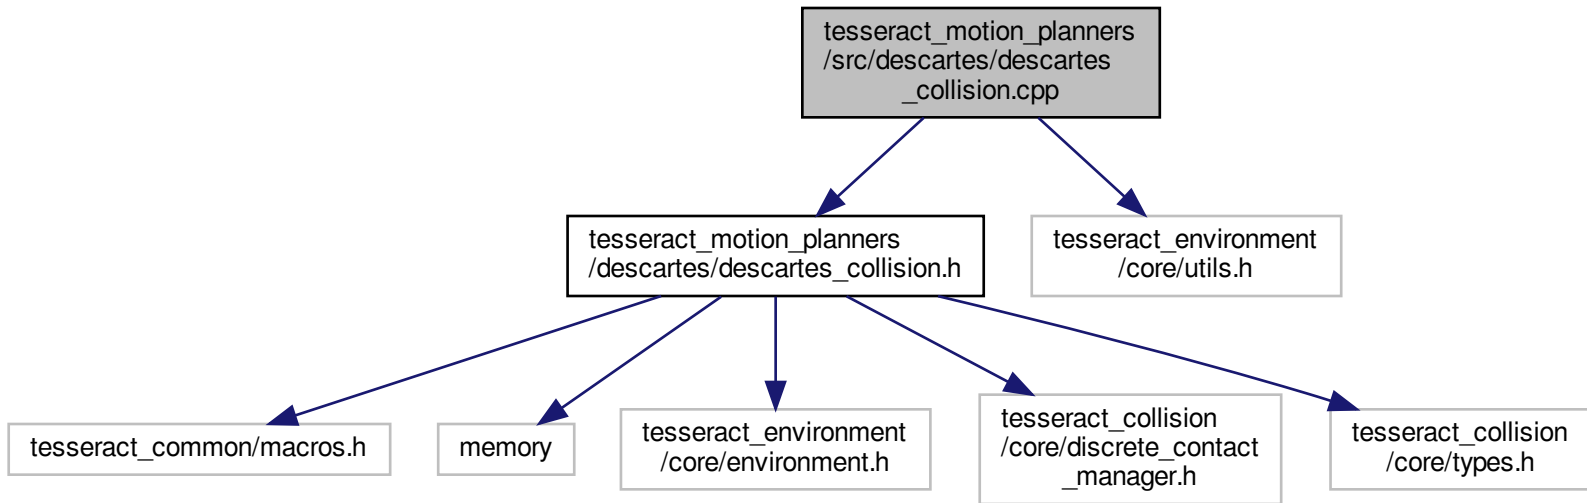 tesseract_motion_planners
/src/descartes/descartes
_collision.cpp
tesseract_motion_planners
/descartes/descartes_collision.h
tesseract_environment
/core/utils.h
tesseract_common/macros.h
memory
tesseract_environment
/core/environment.h
tesseract_collision
/core/discrete_contact
_manager.h
tesseract_collision
/core/types.h